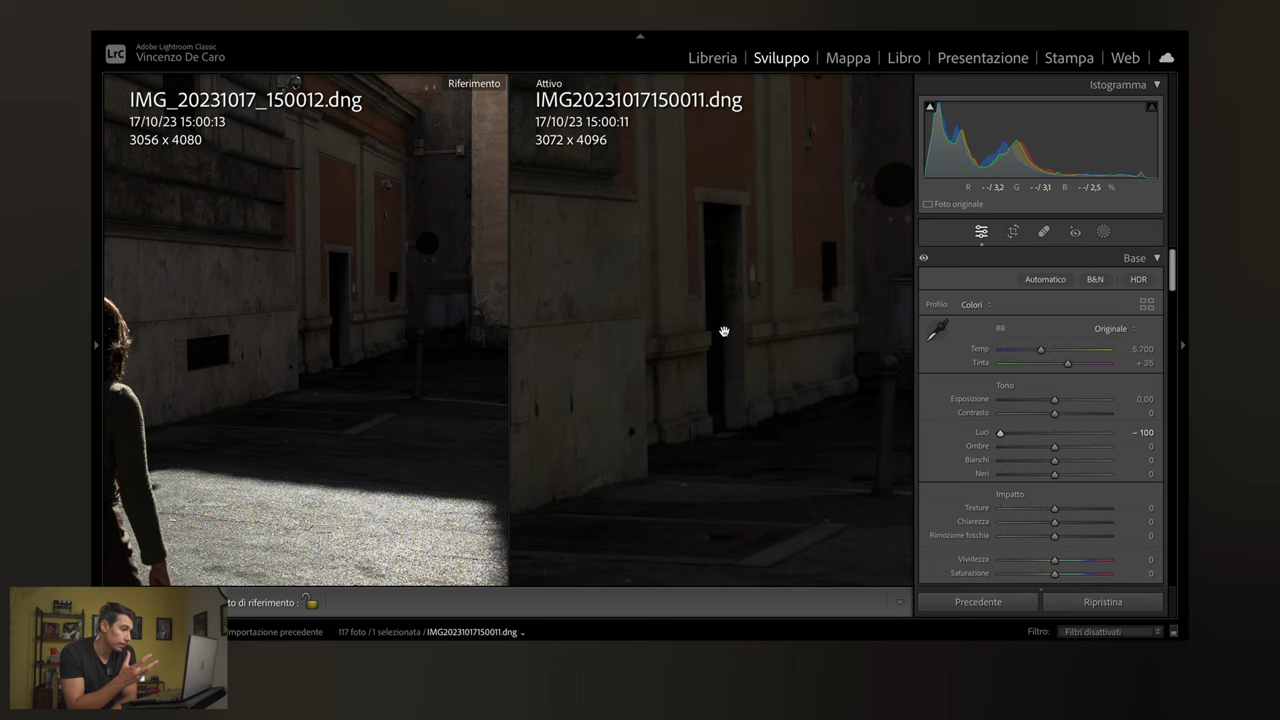 LrC
Adobe Lightroom Classic
Vincenzo De Caro
Libreria | Sviluppo | Mappa | Libro | Presentazione | Stampa | Web
IMG_20231017_150012.dng
17/10/23 15:00:13
3056 x 4080
Riferimento
Attivo
IMG20231017150011.dng
17/10/23 15:00:11
3072 x 4096
Istogramma
R --/ 3,2 G --/ 3,1 B --/ 2,5 %
Foto originale
Base
Automatico B&N HDR
Profilo: Colori
BB: Originale
Temp 5.700
Tinta + 35
Tono
Esposizione 0,00
Contrasto 0
Luci – 100
Ombre 0
Bianchi 0
Neri 0
Impatto
Texture 0
Chiarezza 0
Rimozione foschia 0
Vividezza 0
Saturazione 0
Precedente Ripristina
to di riferimento :
Importazione precedente 117 foto / 1 selezionata / IMG20231017150011.dng
Filtro: Filtri disattivati